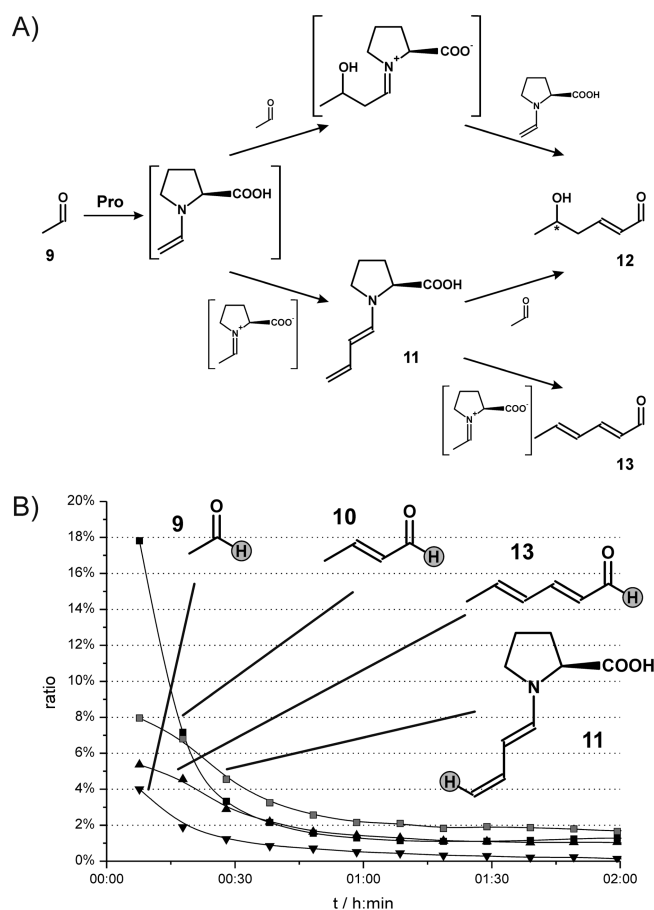 A)
OH
N
+
COO-
O
OH
N
COOH
O
Pro
N
COOH
OH
O
9
*
12
N
+
COO-
N
COOH
O
11
N
+
COO-
O
13
B)
20%
18%
16%
14%
12%
10%
8%
6%
4%
2%
0%
ratio
9
O
H
10
O
H
13
O
H
N
COOH
11
H
00:00
00:30
01:00
01:30
02:00
t / h:min